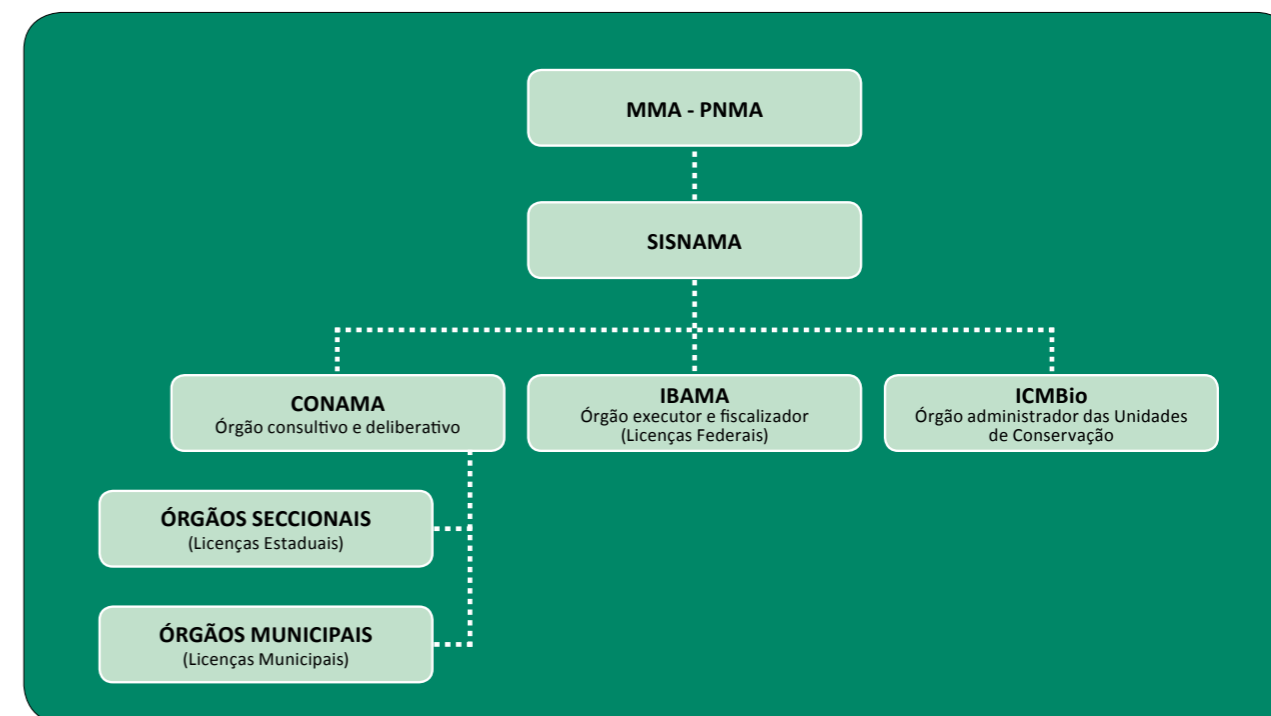 MMA - PNMA
SISNAMA
CONAMA
Órgão consultivo e deliberativo
IBAMA
Órgão executor e fiscalizador
(Licenças Federais)
ICMBio
Órgão administrador das Unidades
de Conservação
ÓRGÃOS SECCIONAIS
(Licenças Estaduais)
ÓRGÃOS MUNICIPAIS
(Licenças Municipais)